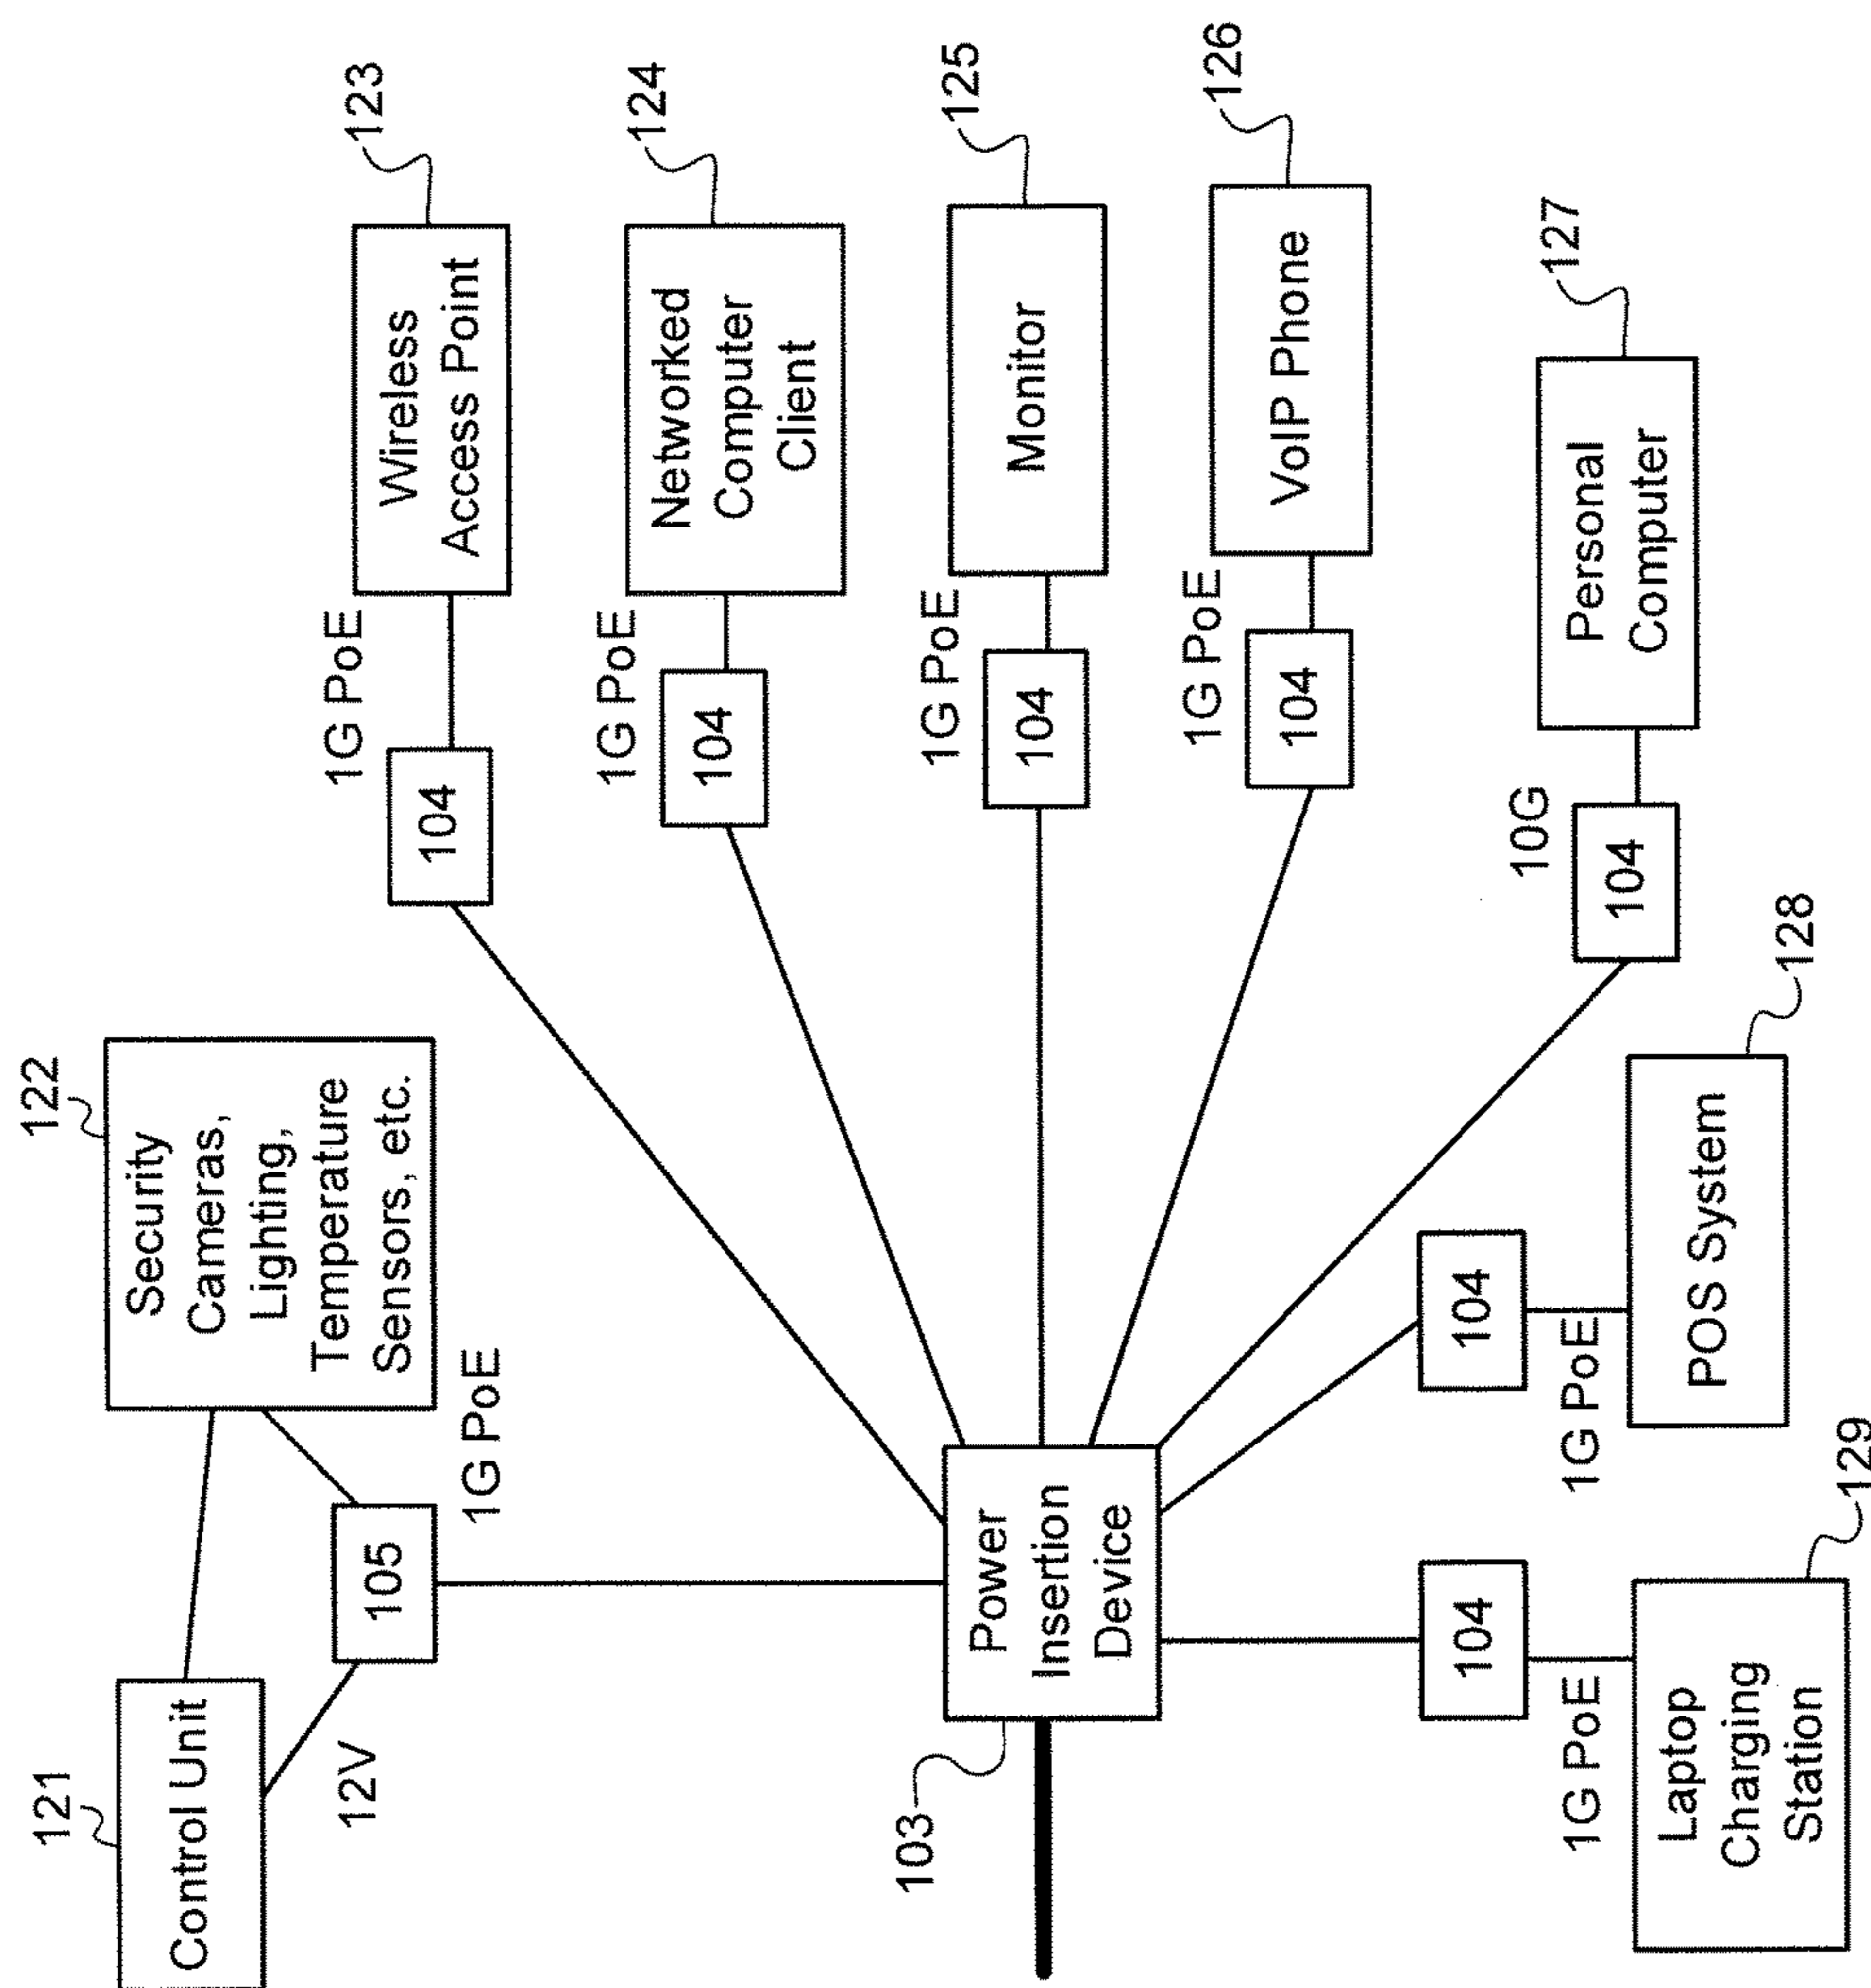 121
Control Unit
12V
105
1G PoE
122
Security
Cameras,
Lighting,
Temperature
Sensors, etc.
103
Power
Insertion
Device
104
1G PoE
Wireless
Access Point
123
104
1G PoE
Networked
Computer
Client
124
104
1G PoE
Monitor
125
104
1G PoE
VoIP Phone
126
104
10G
Personal
Computer
127
104
1G PoE
POS System
128
104
1G PoE
Laptop
Charging
Station
129